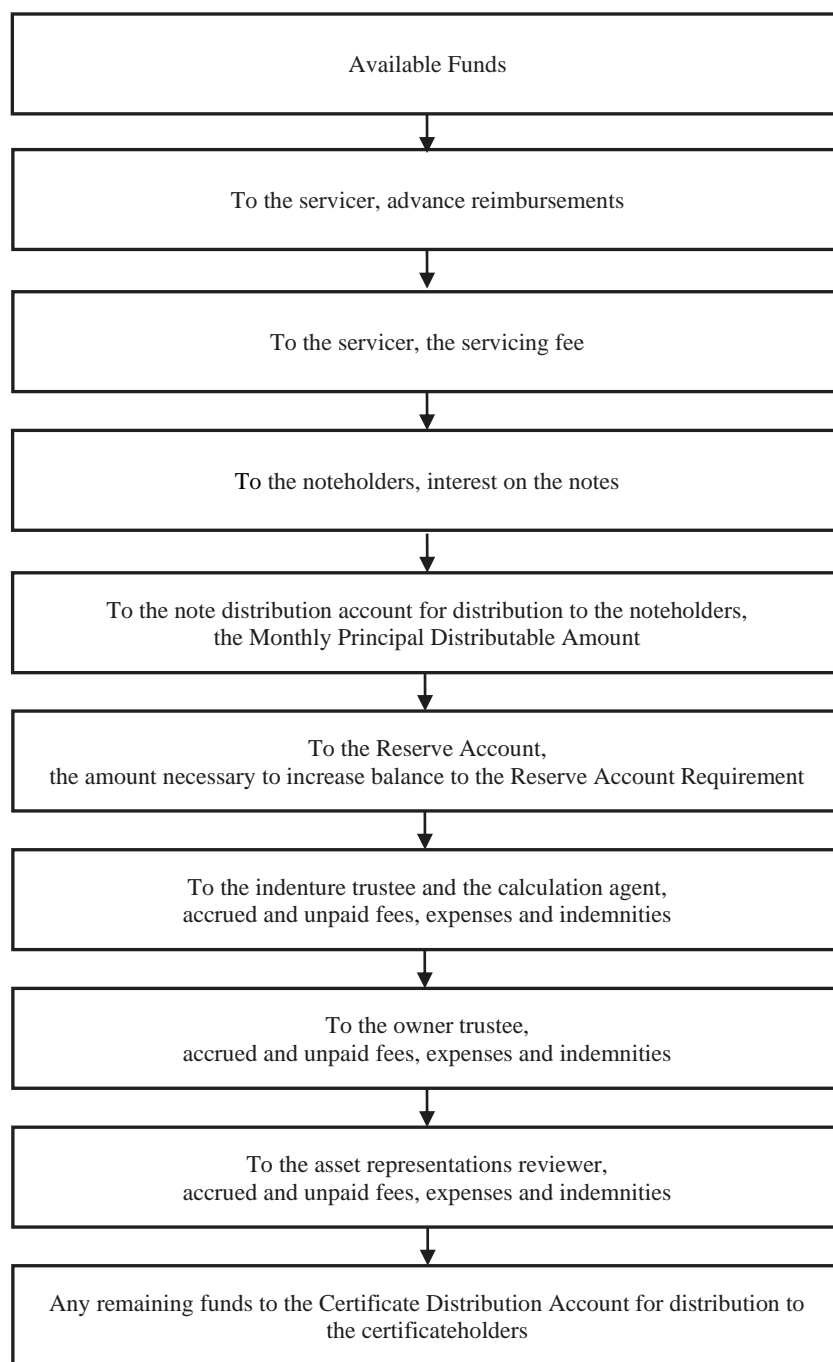 Available Funds
To the servicer, advance reimbursements
To the servicer, the servicing fee
To the noteholders, interest on the notes
To the note distribution account for distribution to the noteholders,
the Monthly Principal Distributable Amount
To the Reserve Account,
the amount necessary to increase balance to the Reserve Account Requirement
To the indenture trustee and the calculation agent,
accrued and unpaid fees, expenses and indemnities
To the owner trustee,
accrued and unpaid fees, expenses and indemnities
To the asset representations reviewer,
accrued and unpaid fees, expenses and indemnities
Any remaining funds to the Certificate Distribution Account for distribution to
the certificateholders